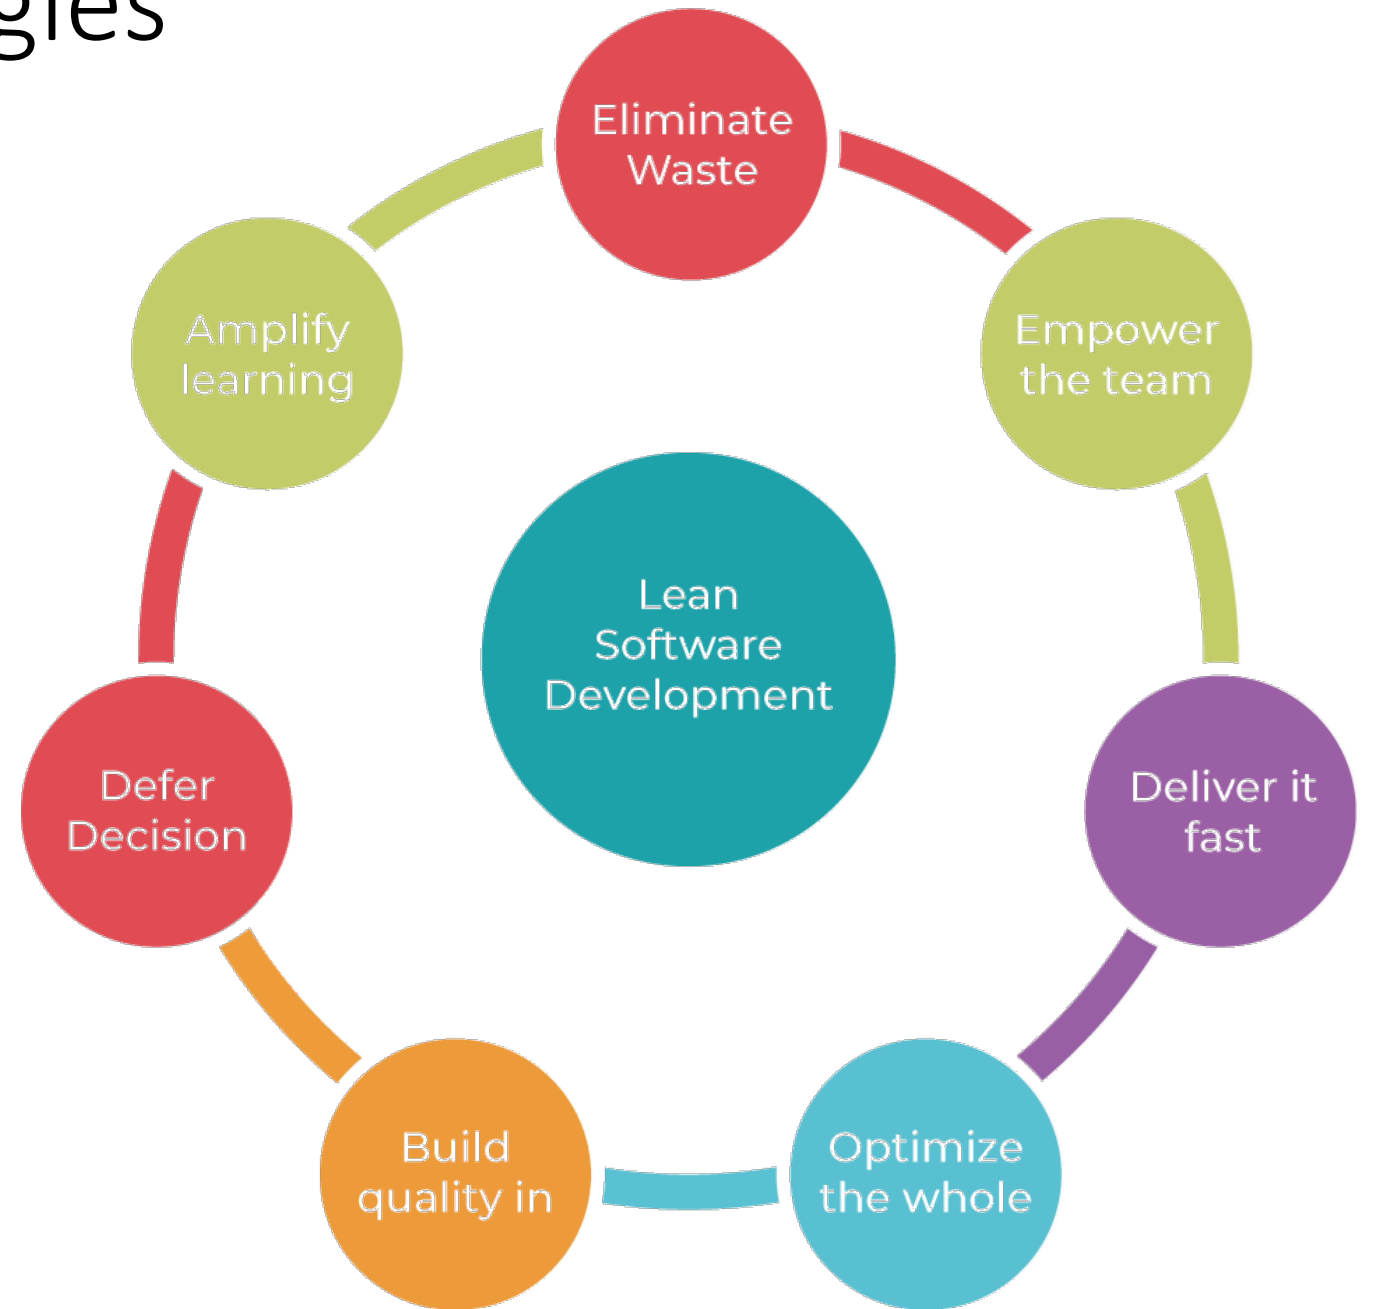 gies
Eliminate
Waste
Empower
the team
Deliver it
fast
Optimize
the whole
Build
quality in
Defer
Decision
Amplify
learning
Lean
Software
Development